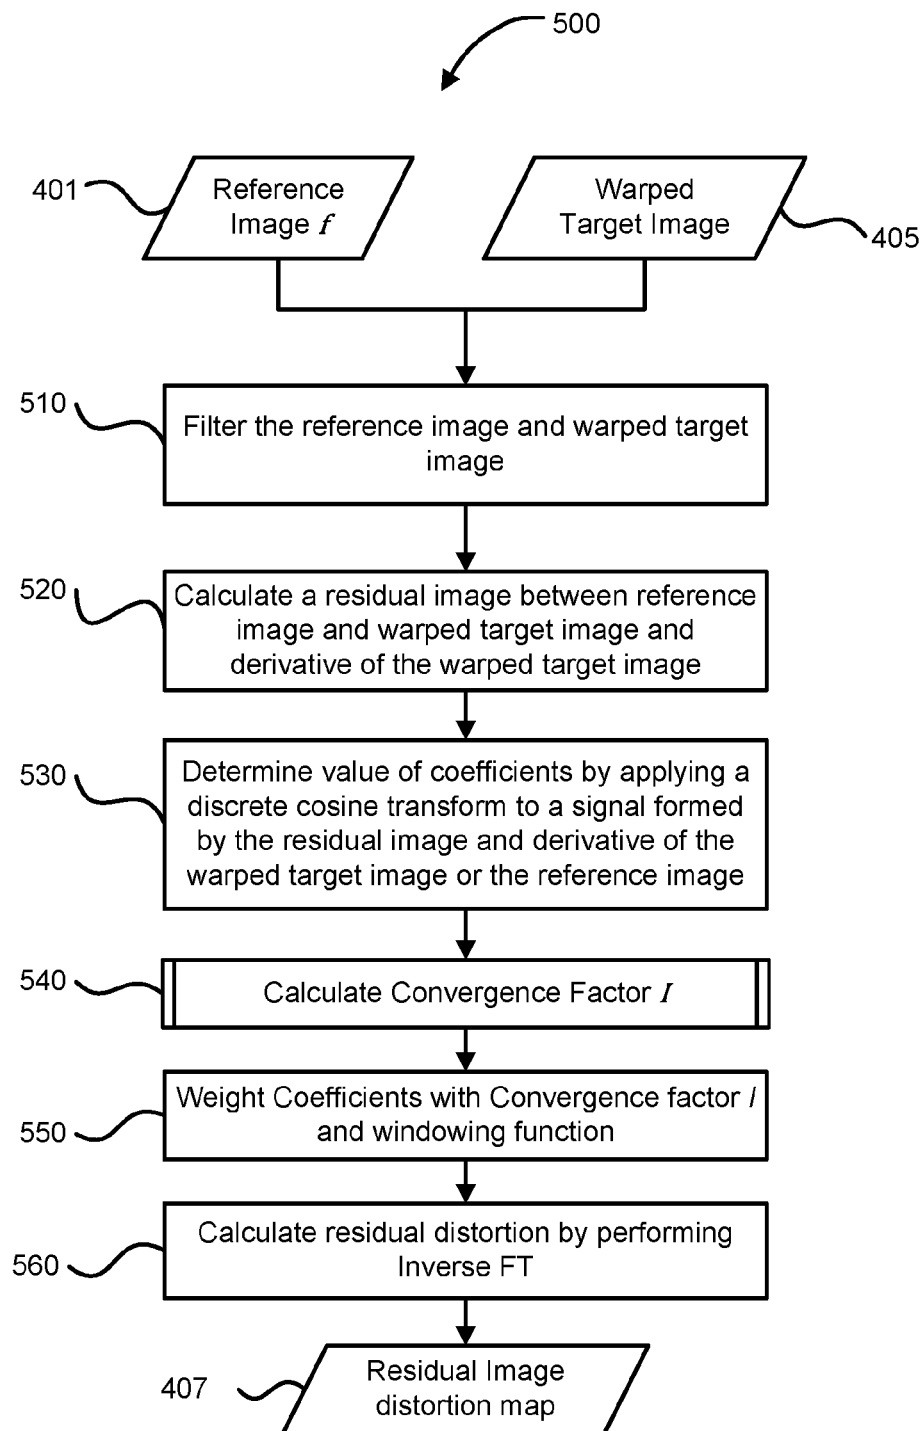 500
401
Reference
Image f
Warped
Target Image
405
510
Filter the reference image and warped target
image
520
Calculate a residual image between reference
image and warped target image and
derivative of the warped target image
530
Determine value of coefficients by applying a
discrete cosine transform to a signal formed
by the residual image and derivative of the
warped target image or the reference image
540
Calculate Convergence Factor I
550
Weight Coefficients with Convergence factor I
and windowing function
560
Calculate residual distortion by performing
Inverse FT
407
Residual Image
distortion map